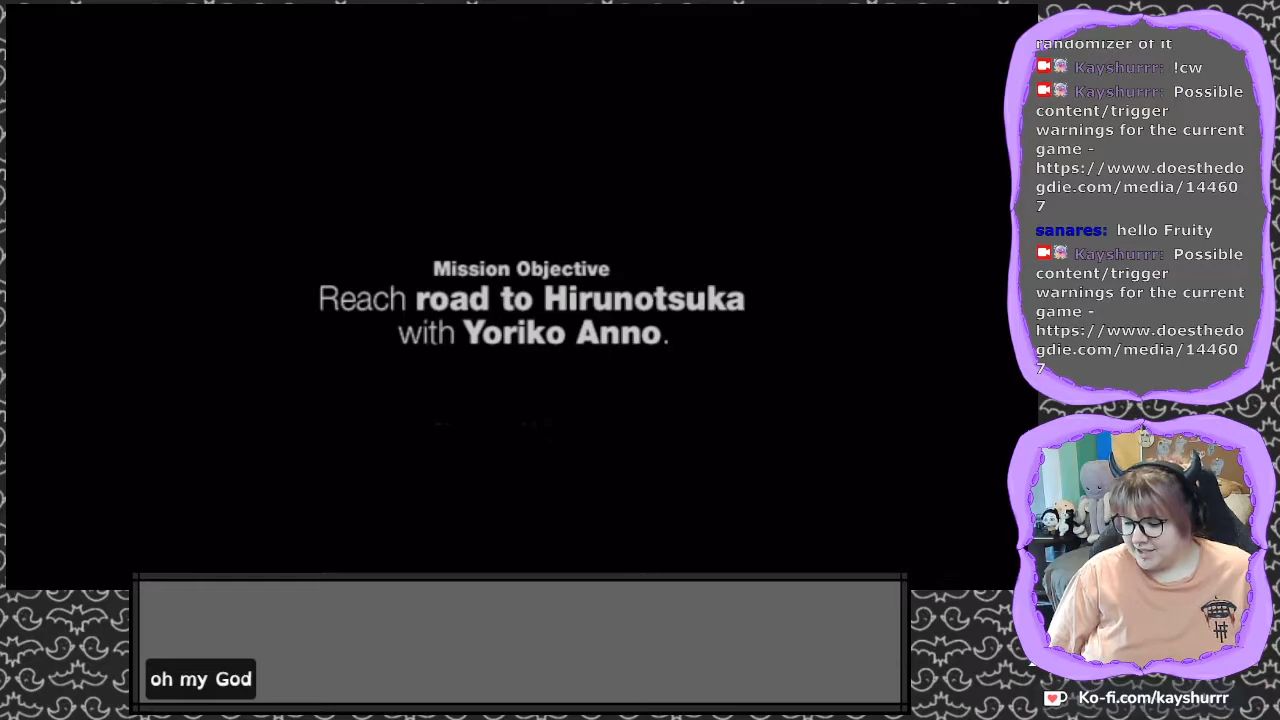 Mission Objective
Reach road to Hirunotsuka
with Yoriko Anno.
oh my God
randomizer of it
Kayshurrr: !cw
Kayshurrr: Possible
content/trigger
warnings for the current
game -
https://www.doesthedo
gdie.com/media/14460
7
sanares: hello Fruity
Kayshurrr: Possible
content/trigger
warnings for the current
game -
https://www.doesthedo
gdie.com/media/14460
7
Ko-fi.com/kayshurrr